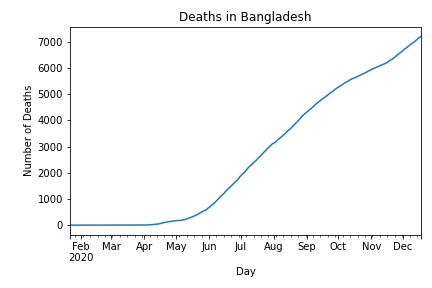 Deaths in Bangladesh
Number of Deaths
7000
6000
5000
4000
3000
2000
1000
0
Feb Mar Apr May Jun Jul Aug Sep Oct Nov Dec
2020
Day